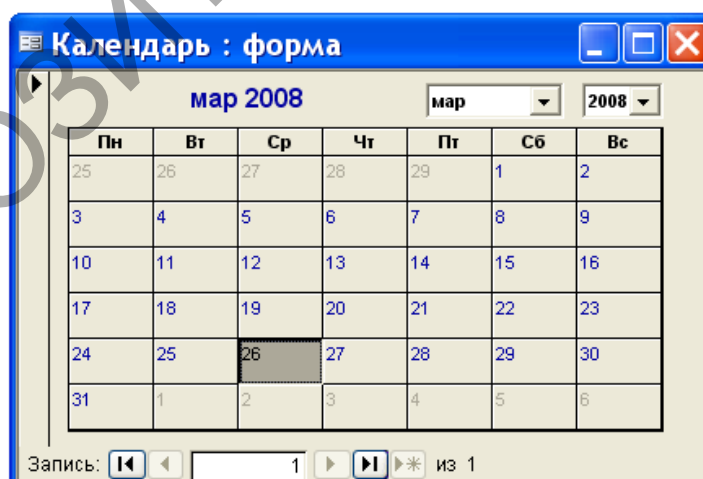 Календарь : форма
мар 2008 мар 2008
Пн Вт Ср Чт Пт Сб Вс
25 26 27 28 29 1 2
3 4 5 6 7 8 9
10 11 12 13 14 15 16
17 18 19 20 21 22 23
24 25 26 27 28 29 30
31 1 2 3 4 5 6
Запись: 1 из 1